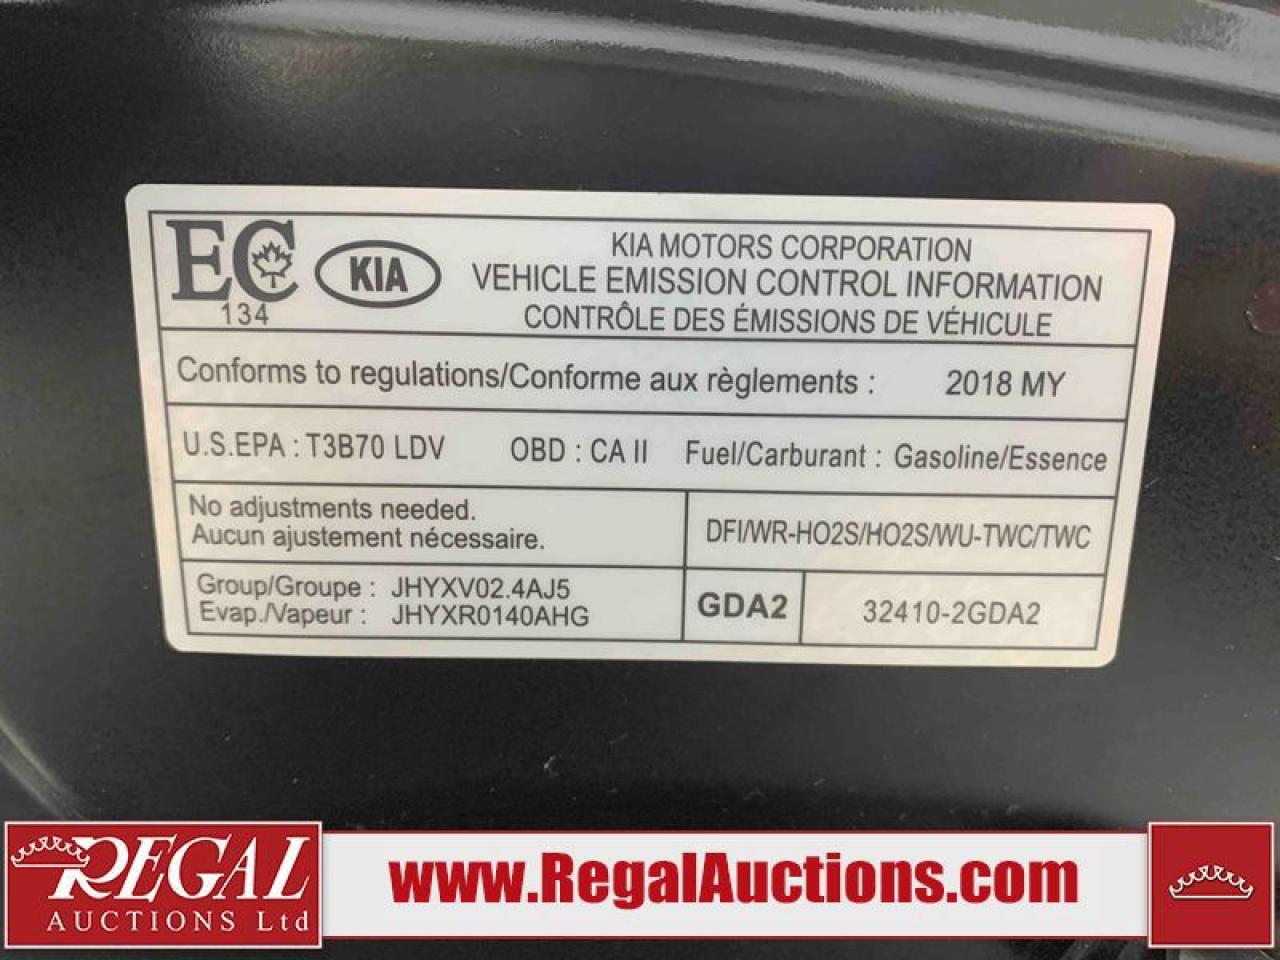 EC
134
KIA
KIA MOTORS CORPORATION
VEHICLE EMISSION CONTROL INFORMATION
CONTRÔLE DES ÉMISSIONS DE VÉHICULE
Conforms to regulations/Conforme aux règlements : 2018 MY
U.S.EPA : T3B70 LDV OBD : CA II Fuel/Carburant : Gasoline/Essence
No adjustments needed.
Aucun ajustement nécessaire.
DFI/WR-HO2S/HO2S/WU-TWC/TWC
Group/Groupe : JHYXV02.4AJ5
Evap./Vapeur : JHYXR0140AHG
GDA2
32410-2GDA2
REGAL
AUCTIONS Ltd
www.RegalAuctions.com